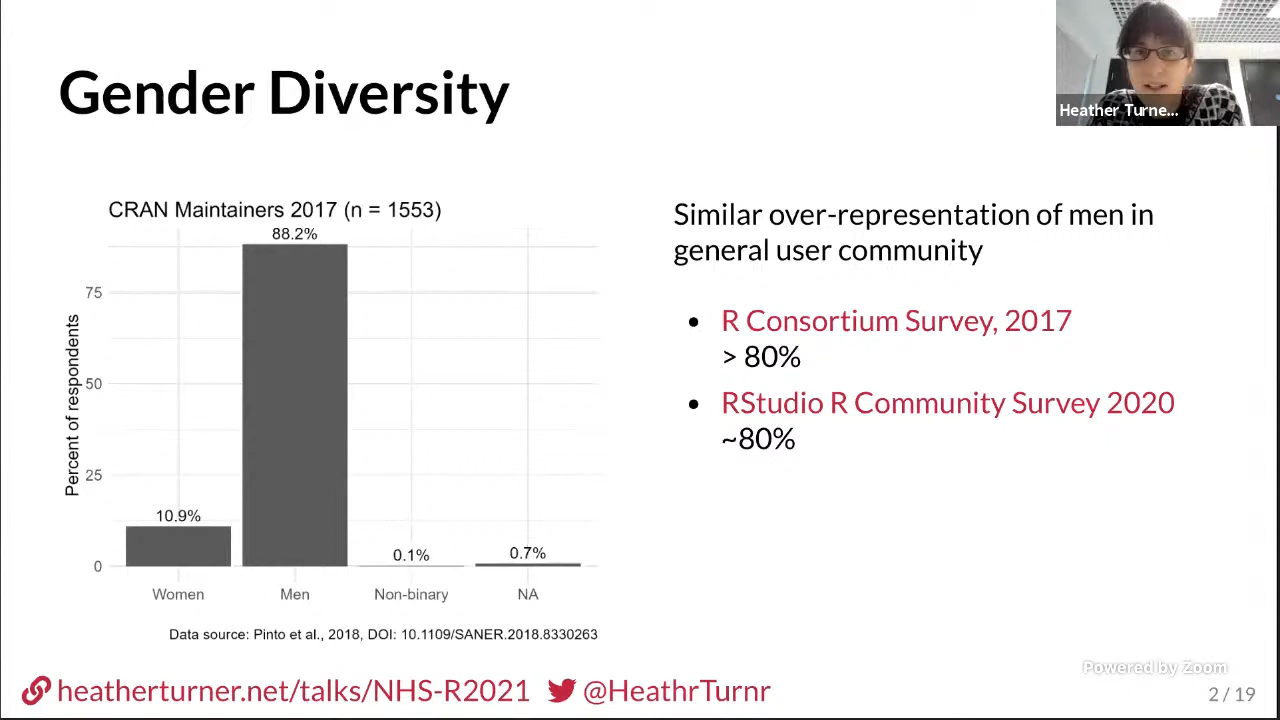 Gender Diversity
Heather Turne...
CRAN Maintainers 2017 (n = 1553)
88.2%
75
50
25
0
Percent of respondents
10.9%
0.1%
0.7%
Women
Men
Non-binary
NA
Data source: Pinto et al., 2018, DOI: 10.1109/SANER.2018.8330263
Similar over-representation of men in
general user community
• R Consortium Survey, 2017
> 80%
• RStudio R Community Survey 2020
~80%
Powered by Zoom
heatherturner.net/talks/NHS-R2021 @HeathrTurnr
2 / 19